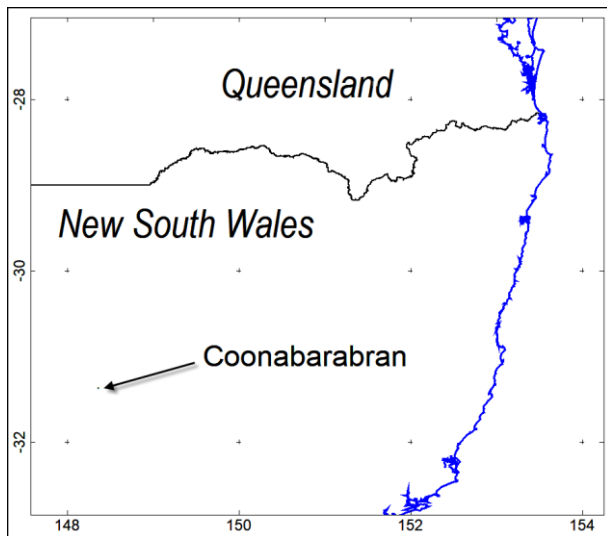 Queensland
-28
New South Wales
-30
Coonabarabran
-32
148 150 152 154